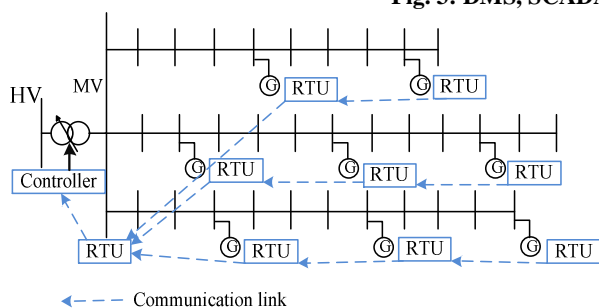 Fig. 3: DMS, SCADA
HV
MV
G
RTU
G
RTU
G
RTU
G
RTU
G
RTU
Controller
RTU
G
RTU
G
RTU
G
RTU
Communication link